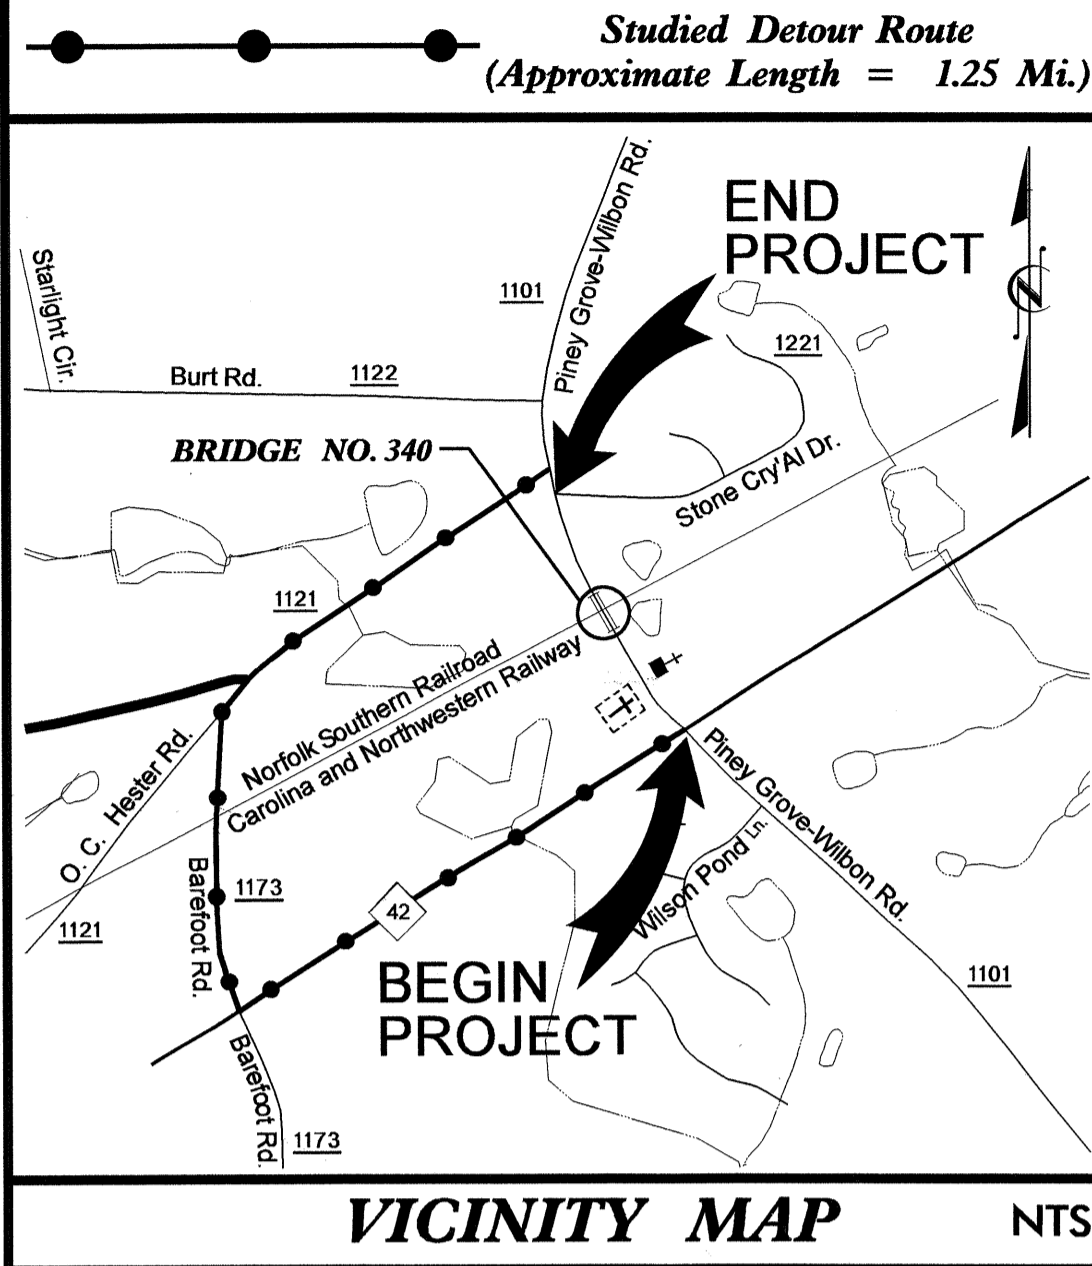 Studied Detour Route
(Approximate Length = 1.25 Mi.)
END
PROJECT
Piney Grove-Wilbon Rd.
1101
Starlight Cir.
1221
Burt Rd.
1122
BRIDGE NO. 340
Stone Cry'Al Dr.
1121
Norfolk Southern Railroad
Carolina and Northwestern Railway
O. C. Hester Rd.
Piney Grove-Wilbon Rd.
Wilson Pond Ln.
Barefoot Rd.
1173
42
1121
BEGIN
PROJECT
1101
Barefoot Rd.
1173
VICINITY MAP
NTS